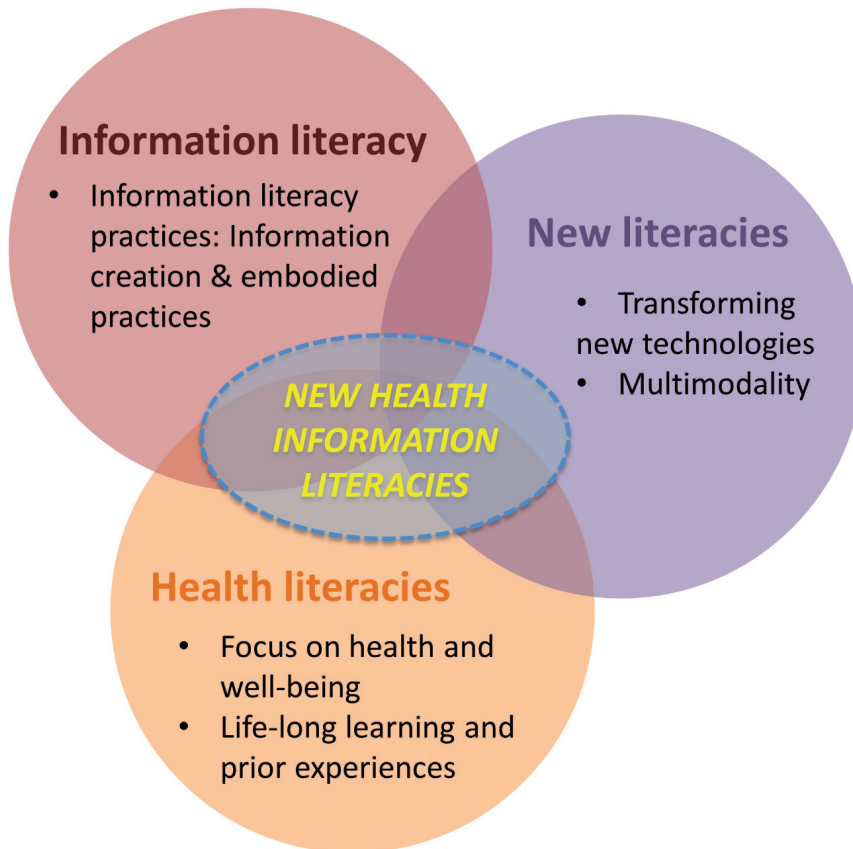 Information literacy
• Information literacy
practices: Information
creation & embodied
practices
New literacies
• Transforming
new technologies
• Multimodality
NEW HEALTH
INFORMATION
LITERACIES
Health literacies
• Focus on health and
well-being
• Life-long learning and
prior experiences